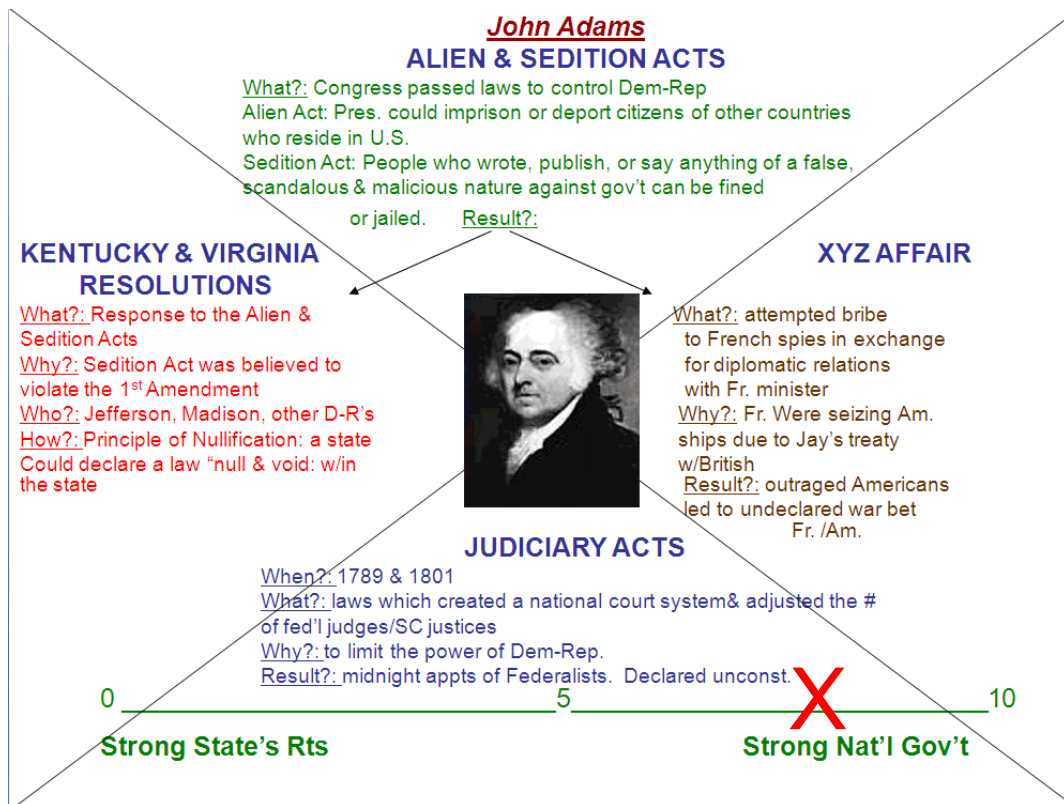 John Adams
ALIEN & SEDITION ACTS
What?: Congress passed laws to control Dem-Rep
Alien Act: Pres. could imprison or deport citizens of other countries
who reside in U.S.
Sedition Act: People who wrote, publish, or say anything of a false,
scandalous & malicious nature against gov't can be fined
or jailed. Result?:
KENTUCKY & VIRGINIA
RESOLUTIONS
What?: Response to the Alien &
Sedition Acts
Why?: Sedition Act was believed to
violate the 1st Amendment
Who?: Jefferson, Madison, other D-R's
How?: Principle of Nullification: a state
Could declare a law "null & void: w/in
the state
XYZ AFFAIR
What?: attempted bribe
to French spies in exchange
for diplomatic relations
with Fr. minister
Why?: Fr. Were seizing Am.
ships due to Jay's treaty
w/British
Result?: outraged Americans
led to undeclared war bet
Fr. /Am.
JUDICIARY ACTS
When?: 1789 & 1801
What?: laws which created a national court system& adjusted the #
of fed'l judges/SC justices
Why?: to limit the power of Dem-Rep.
Result?: midnight appts of Federalists. Declared unconst.
0 5 X 10
Strong State's Rts Strong Nat'l Gov't